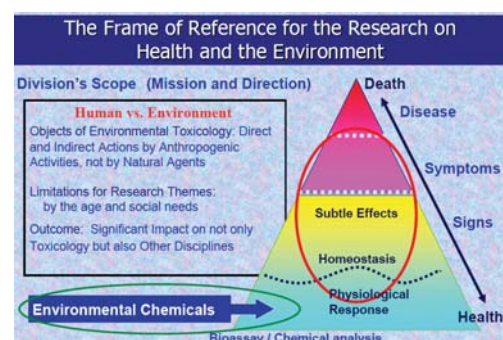 The Frame of Reference for the Research on
Health and the Environment
Division's Scope (Mission and Direction)
Human vs. Environment
Objects of Environmental Toxicology: Direct
and Indirect Actions by Anthropogenic
Activities, not by Natural Agents
Limitations for Research Themes:
by the age and social needs
Outcome: Significant Impact on not only
Toxicology but also Other Disciplines
Environmental Chemicals
Death
Disease
Symptoms
Signs
Subtle Effects
Homeostasis
Physiological
Response
Health
Bioassay / Chemical analysis